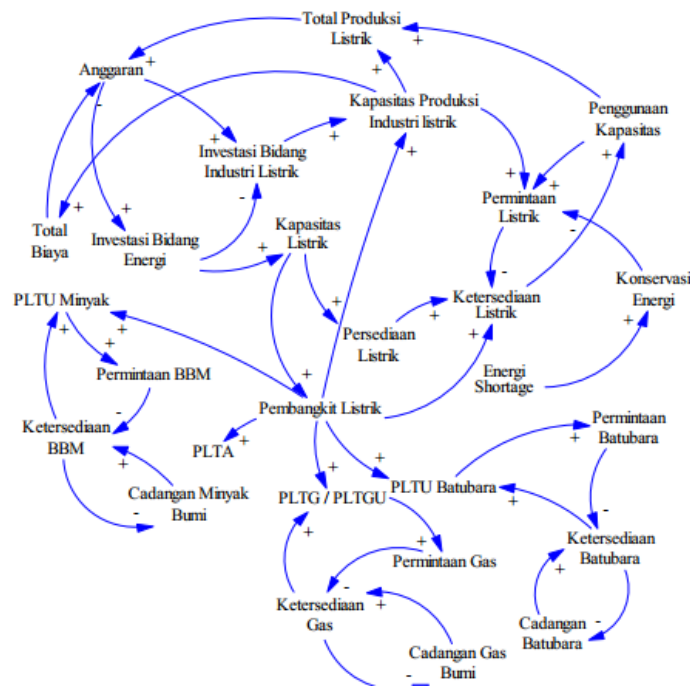 Total Produksi
Listrik
+
+
Anggaran
-
+
Kapasitas Produksi
Industri listrik
Penggunaan
Kapasitas
+
+
+
+
Investasi Bidang
Industri Listrik
-
+
+
Permintaan
Listrik
-
+
Total
Biaya
+
Investasi Bidang
Energi
+
Kapasitas
Listrik
-
Ketersediaan
Listrik
Konservasi
Energi
PLTU Minyak
+
+
+
+
Persediaan
Listrik
+
+
+
Energi
Shortage
Permintaan BBM
-
+
Pembangkit Listrik
Ketersediaan
BBM
+
PLTA
+
Permintaan
Batubara
+
Cadangan Minyak
Bumi
-
+
+
PLTG / PLTGU
PLTU Batubara
+
-
+
+
Permintaan Gas
Ketersediaan
Batubara
+
-
Ketersediaan
Gas
-
+
Cadangan
Batubara
Cadangan Gas
Bumi
-